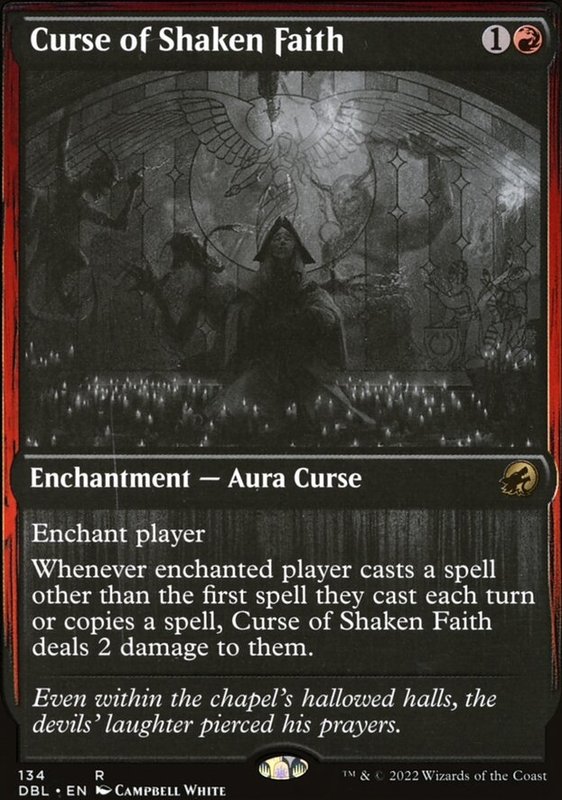 Curse of Shaken Faith 1
Enchantment — Aura Curse
Enchant player
Whenever enchanted player casts a spell
other than the first spell they cast each turn
or copies a spell, Curse of Shaken Faith
deals 2 damage to them.
Even within the chapel's hallowed halls, the
devils' laughter pierced his prayers.
134 R
DBL • EN CAMPBELL WHITE
™ & © 2022 Wizards of the Coast